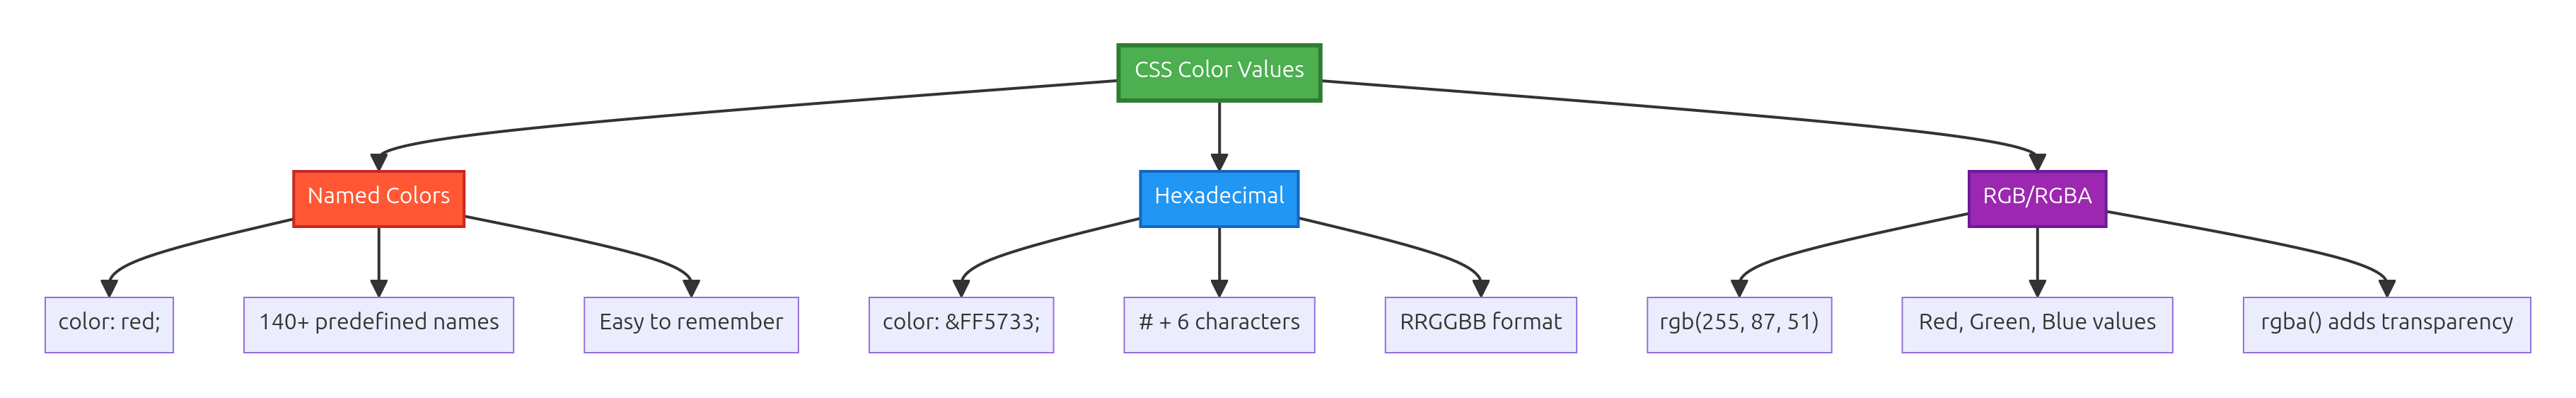 CSS Color Values
Named Colors
Hexadecimal
RGB/RGBA
color: red;
140+ predefined names
Easy to remember
color: &FF5733;
# + 6 characters
RRGGBB format
rgb(255, 87, 51)
Red, Green, Blue values
rgba() adds transparency